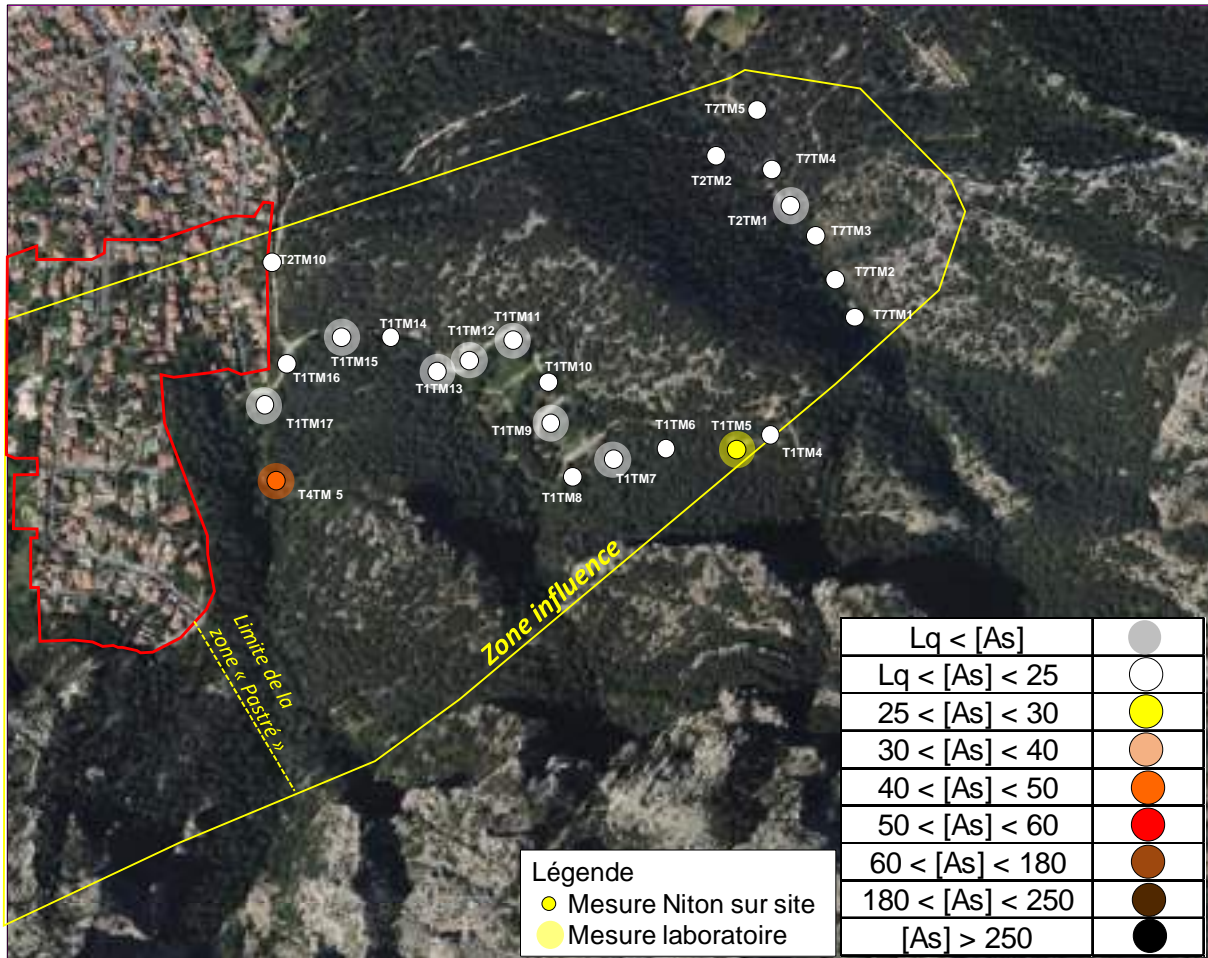 T7TM5
T7TM4
T2TM2
T2TM1
T7TM3
T2TM10
T7TM2
T7TM1
T1TM11
T1TM14
T1TM12
T1TM15
T1TM16
T1TM13
T1TM10
T1TM17
T1TM9
T1TM6
T1TM5
T1TM4
T1TM7
T1TM8
T4TM 5
Zone influence
Limite de la
zone « Pastré »
Lq < [As]
Lq < [As] < 25
25 < [As] < 30
30 < [As] < 40
40 < [As] < 50
50 < [As] < 60
60 < [As] < 180
180 < [As] < 250
[As] > 250
Légende
Mesure Niton sur site
Mesure laboratoire